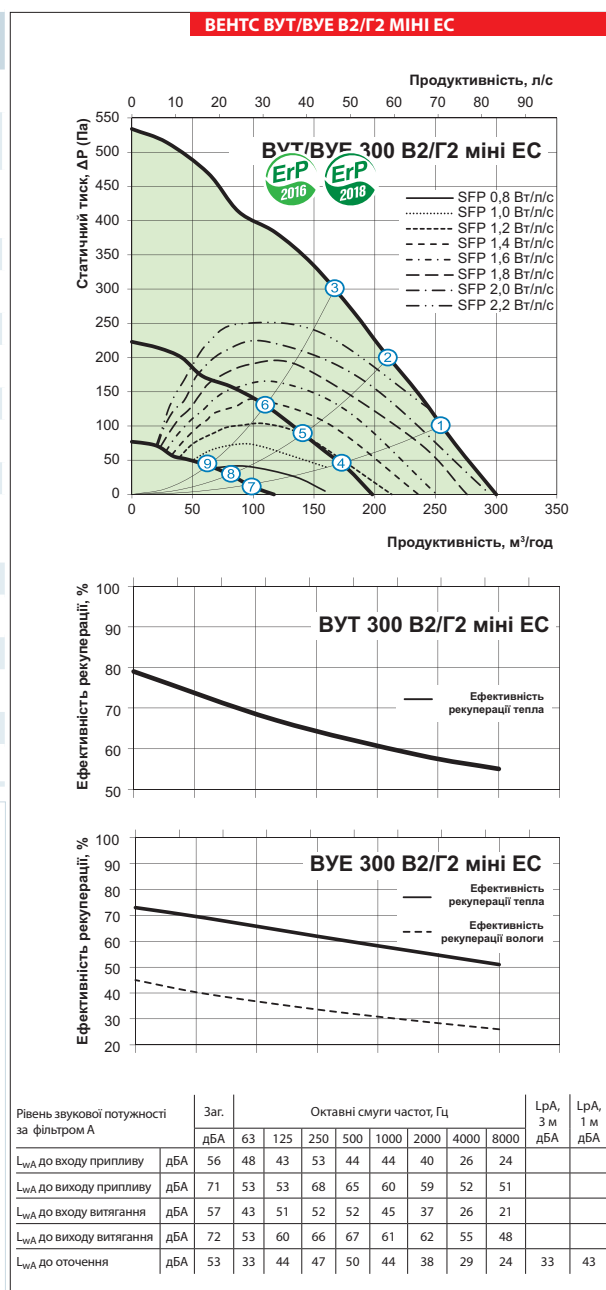 ВЕНТС ВУТ/ВУЕ В2/Г2 МІНІ ЕС
Продуктивність, л/с
0 10 20 30 40 50 60 70 80 90
Статичний тиск, ΔP (Па)
550
500
450
400
350
300
250
200
150
100
50
0
ВУТ/ВУЕ 300 В2/Г2 міні ЕС
ErP 2016
ErP 2018
SFP 0,8 Вт/л/с
SFP 1,0 Вт/л/с
SFP 1,2 Вт/л/с
SFP 1,4 Вт/л/с
SFP 1,6 Вт/л/с
SFP 1,8 Вт/л/с
SFP 2,0 Вт/л/с
SFP 2,2 Вт/л/с
3
2
1
6
5
4
9
8
7
0 50 100 150 200 250 300 350
Продуктивність, м³/год
Ефективність рекуперації, %
100
90
80
70
60
50
ВУТ 300 В2/Г2 міні ЕС
Ефективність
рекуперації тепла
Ефективність рекуперації, %
100
90
80
70
60
50
40
30
20
ВУЕ 300 В2/Г2 міні ЕС
Ефективність
рекуперації тепла
Ефективність
рекуперації вологи
Рівень звукової потужності за фільтром А Заг. Октавні смуги частот, Гц LpA, 3 м дБА LpA, 1 м дБА
дБА 63 125 250 500 1000 2000 4000 8000
LwA до входу припливу дБА 56 48 43 53 44 44 40 26 24
LwA до виходу припливу дБА 71 53 53 68 65 60 59 52 51
LwA до входу витягання дБА 57 43 51 52 52 45 37 26 21
LwA до виходу витягання дБА 72 53 60 66 67 61 62 55 48
LwA до оточення дБА 53 33 44 47 50 44 38 29 24 33 43